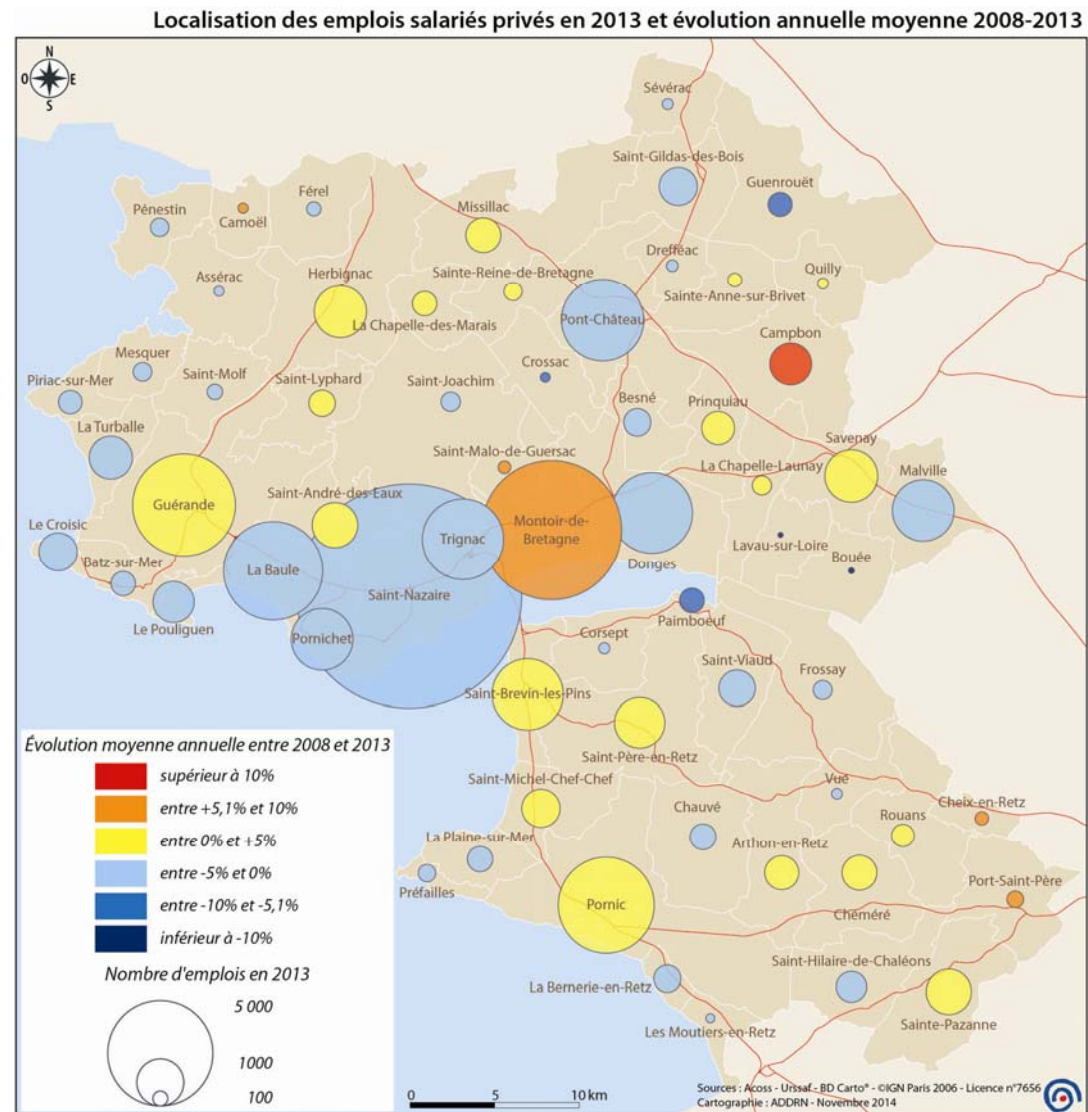 Localisation des emplois salariés privés en 2013 et évolution annuelle moyenne 2008-2013
N
O
E
S
Sévérac
Saint-Gildas-des-Bois
Guenrouët
Férel
Pénestin
Camoël
Missillac
Drefféac
Quilly
Assérac
Herbignac
Sainte-Reine-de-Bretagne
Sainte-Anne-sur-Brivet
La Chapelle-des-Marais
Pont-Château
Campbon
Mesquer
Crossac
Piriac-sur-Mer
Saint-Molf
Saint-Lyphard
Saint-Joachim
Besné
Prinquiau
La Turballe
Savenay
Saint-Malo-de-Guersac
La Chapelle-Launay
Malville
Guérande
Saint-André-des-Eaux
Le Croisic
Trignac
Montoir-de-
Bretagne
Lavau-sur-Loire
Bouée
Donges
Batz-sur-Mer
La Baule
Saint-Nazaire
Le Pouliguen
Pornichet
Paimboeuf
Corsept
Saint-Viaud
Frossay
Saint-Brevin-les-Pins
Saint-Père-en-Retz
Saint-Michel-Chef-Chef
Vue
Chauvé
Cheix-en-Retz
Rouans
La Plaine-sur-Mer
Arthon-en-Retz
Préfailles
Port-Saint-Père
Pornic
Chéméré
Saint-Hilaire-de-Chaléons
La Bernerie-en-Retz
Les Moutiers-en-Retz
Sainte-Pazanne
Évolution moyenne annuelle entre 2008 et 2013
supérieur à 10%
entre +5,1% et 10%
entre 0% et +5%
entre -5% et 0%
entre -10% et -5,1%
inférieur à -10%
Nombre d'emplois en 2013
5 000
1000
100
0 5 10 km
Sources : Acoss - Urssaf - BD Carto® - ©IGN Paris 2006 - Licence n°7656
Cartographie : ADDRN - Novembre 2014